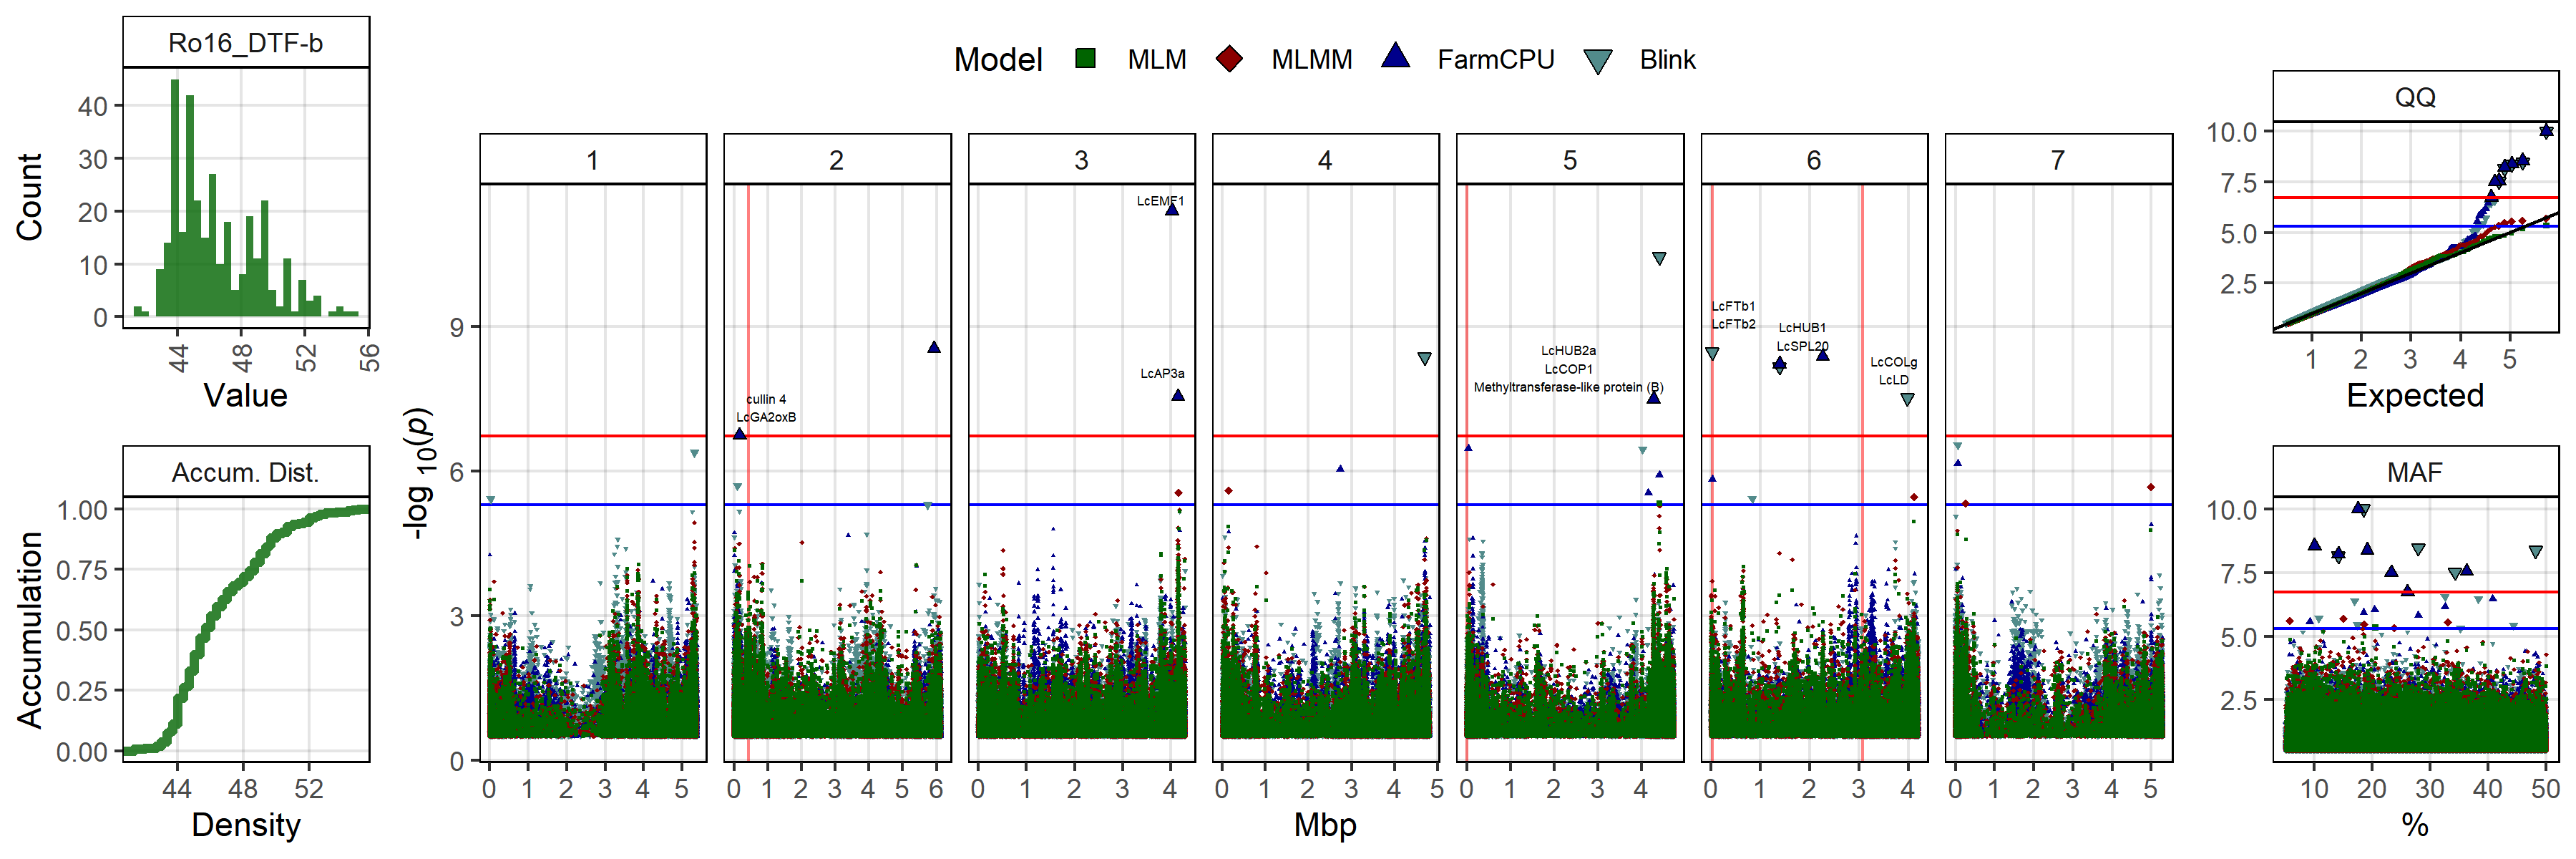 Ro16_DTF-b
Count
40
30
20
10
0
44
48
52
56
Value
Accum. Dist.
Accumulation
1.00
0.75
0.50
0.25
0.00
44
48
52
Density
Model
MLM
MLMM
FarmCPU
Blink
-log 10(p)
9
6
3
0
1
2
3
4
5
6
7
cullin 4
LcGA2oxB
LcEMF1
LcAP3a
LcHUB2a
LcCOP1
Methyltransferase-like protein (B)
LcFTb1
LcFTb2
LcHUB1
LcSPL20
LcCOLg
LcLD
0 1 2 3 4 5
0 1 2 3 4 5 6
0 1 2 3 4
0 1 2 3 4 5
0 1 2 3 4
0 1 2 3 4
0 1 2 3 4 5
Mbp
QQ
10.0
7.5
5.0
2.5
1 2 3 4 5
Expected
MAF
10.0
7.5
5.0
2.5
10 20 30 40 50
%